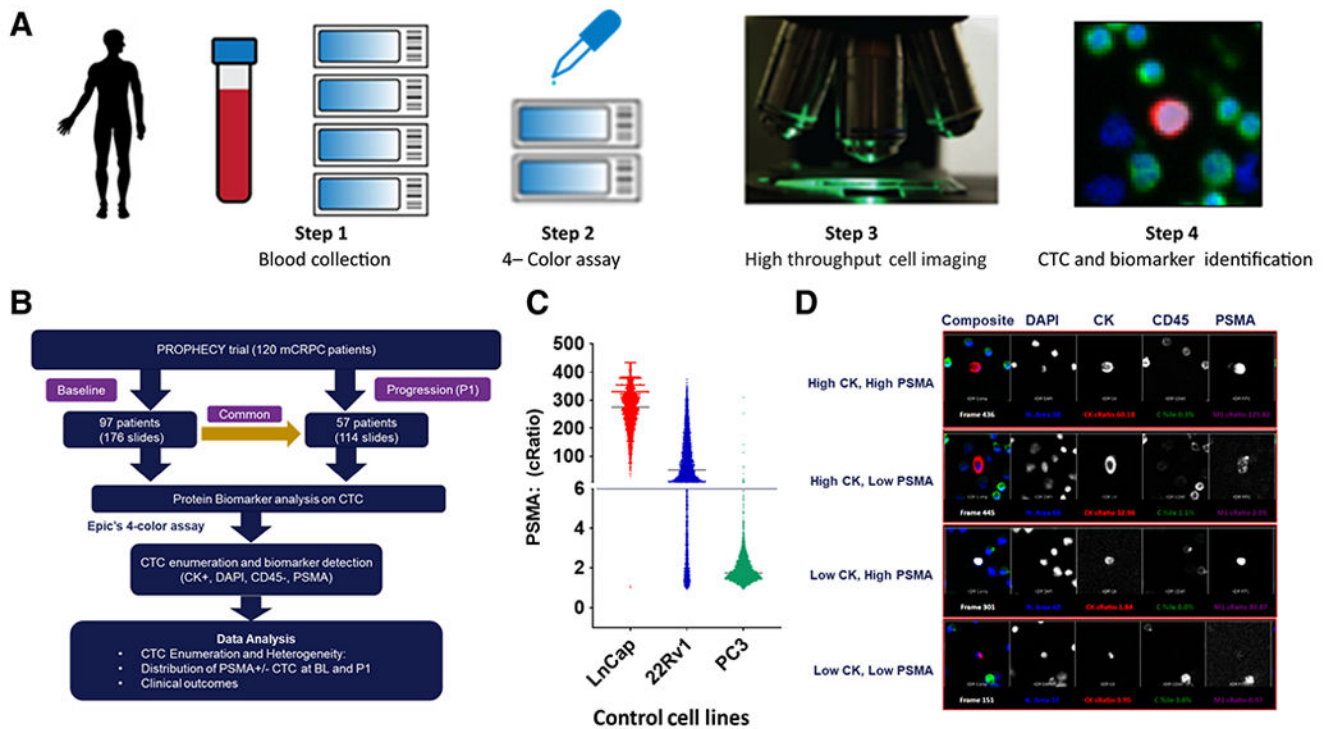 A
Step 1
Blood collection
Step 2
4– Color assay
Step 3
High throughput cell imaging
Step 4
CTC and biomarker identification
B
PROPHECY trial (120 mCRPC patients)
Baseline
Progression (P1)
97 patients
(176 slides)
Common
57 patients
(114 slides)
Protein Biomarker analysis on CTC
Epic's 4-color assay
CTC enumeration and biomarker detection
(CK+, DAPI, CD45-, PSMA)
Data Analysis
• CTC Enumeration and Heterogeneity:
• Distribution of PSMA+/- CTC at BL and P1
• Clinical outcomes
C
PSMA: (cRatio)
500
400
300
200
100
6
4
2
0
LnCap
22Rv1
PC3
Control cell lines
D
Composite DAPI CK CD45 PSMA
High CK, High PSMA
Frame 436
High CK, Low PSMA
Frame 445
Low CK, High PSMA
Frame 301
Low CK, Low PSMA
Frame 151